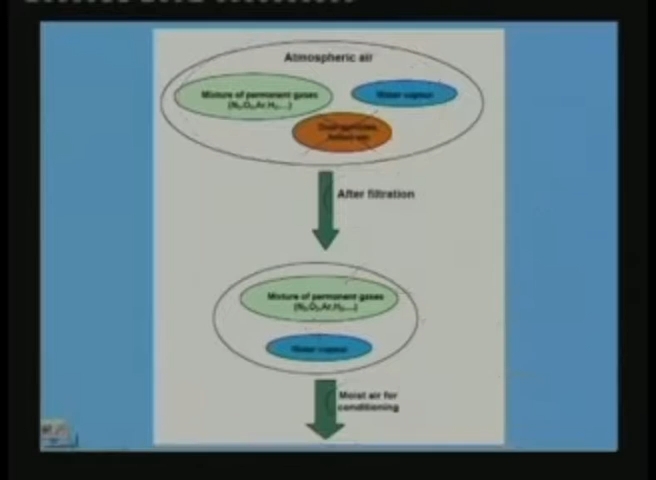 Atmospheric air
Mixture of permanent gases
(N₂,O₂,Ar,H₂,...)
Water vapour
After filtration
Mixture of permanent gases
(N₂,O₂,Ar,H₂,...)
Water vapour
Moist air for
conditioning